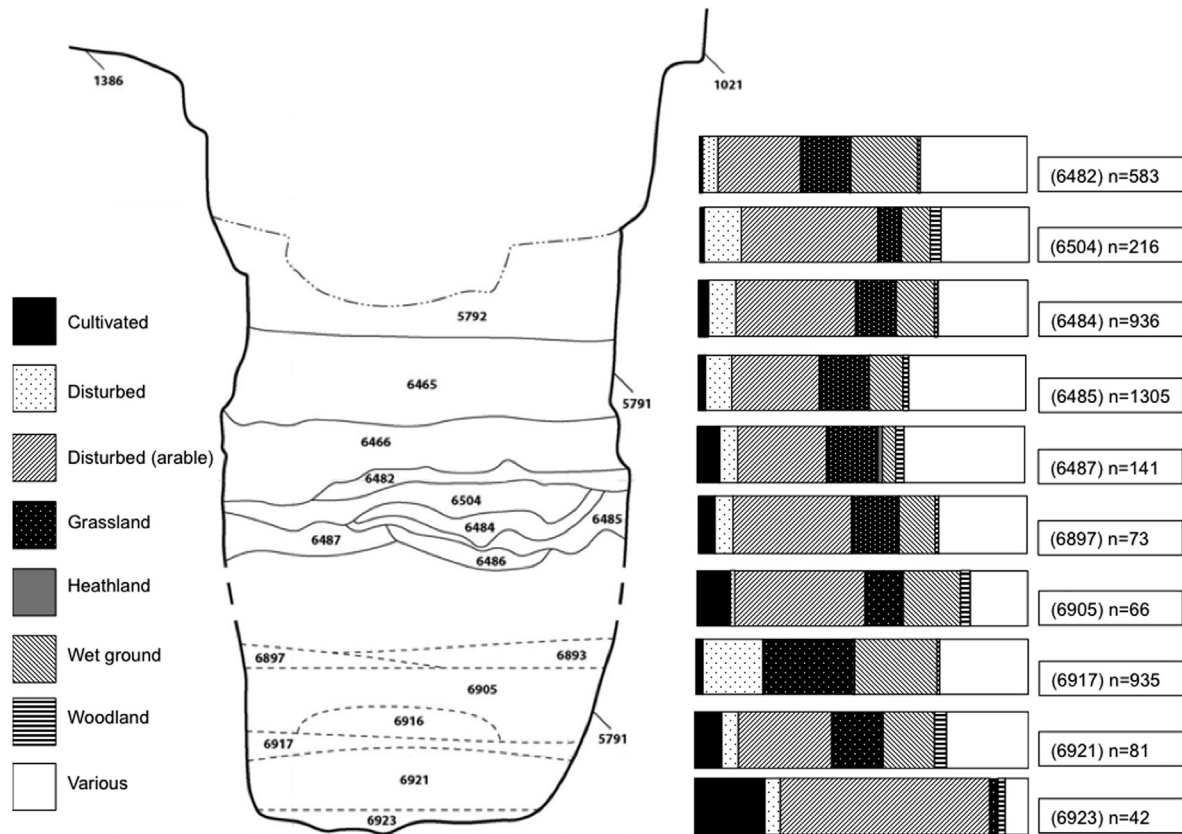 1386
1021
5792
6465
5791
6466
6482
6504
6485
6484
6487
6486
6897
6893
6905
6916
6917
5791
6921
6923
Cultivated
Disturbed
Disturbed (arable)
Grassland
Heathland
Wet ground
Woodland
Various
(6482) n=583
(6504) n=216
(6484) n=936
(6485) n=1305
(6487) n=141
(6897) n=73
(6905) n=66
(6917) n=935
(6921) n=81
(6923) n=42